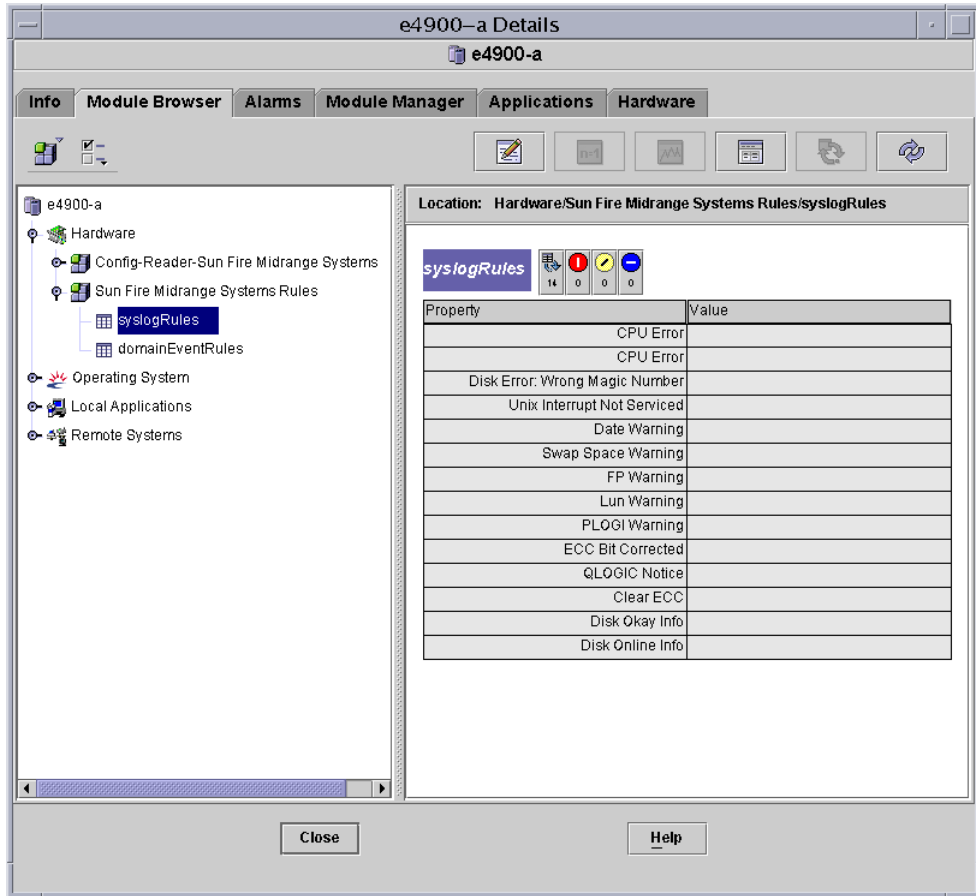 e4900–a Details
e4900-a
Info Module Browser Alarms Module Manager Applications Hardware
n=1
e4900-a
Hardware
Config-Reader-Sun Fire Midrange Systems
Sun Fire Midrange Systems Rules
syslogRules
domainEventRules
Operating System
Local Applications
Remote Systems
Location: Hardware/Sun Fire Midrange Systems Rules/syslogRules
syslogRules 14 0 0 0
Property Value
CPU Error
CPU Error
Disk Error: Wrong Magic Number
Unix Interrupt Not Serviced
Date Warning
Swap Space Warning
FP Warning
Lun Warning
PLOGI Warning
ECC Bit Corrected
QLOGIC Notice
Clear ECC
Disk Okay Info
Disk Online Info
Close Help